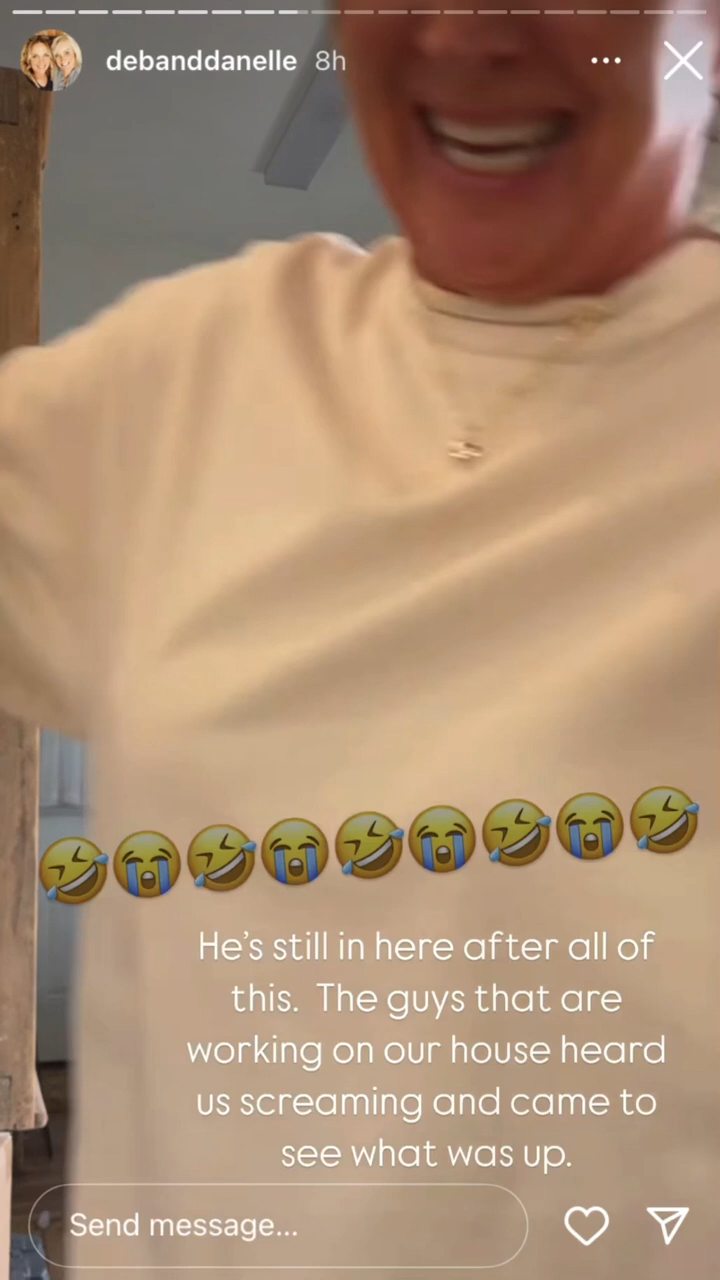 debanddanelle 8h
🤣😭🤣😭🤣😭🤣😭🤣
He's still in here after all of
this.  The guys that are
working on our house heard
us screaming and came to
see what was up.
Send message...